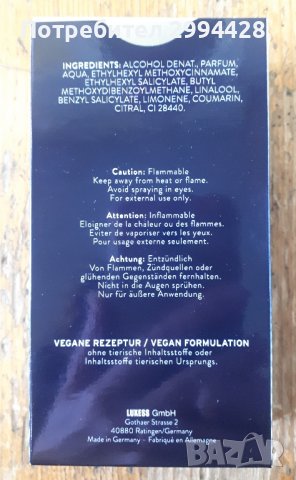 потребител 2994428
INGREDIENTS: ALCOHOL DENAT., PARFUM,
AQUA, ETHYLHEXYL METHOXYCINNAMATE,
ETHYLHEXYL SALICYLATE, BUTYL
METHOXYDIBENZOYLMETHANE, LINALOOL,
BENZYL SALICYLATE, LIMONENE, COUMARIN,
CITRAL, CI 28440.
Caution: Flammable
Keep away from heat or flame.
Avoid spraying in eyes.
For external use only.
Attention: Inflammable
Eloigner de la chaleur ou des flammes.
Eviter de vaporiser vers les yeux.
Pour usage externe seulement.
Achtung: Entzündlich
Von Flammen, Zündquellen oder
glühenden Gegenständen fernhalten.
Nicht in die Augen sprühen.
Nur für äußere Anwendung.
VEGANE REZEPTUR / VEGAN FORMULATION
ohne tierische Inhaltsstoffe oder
Inhaltsstoffe tierischen Ursprungs.
LUXESS GmbH
Gothaer Strasse 2
40880 Ratingen/Germany
Made in Germany - Fabriqué en Allemagne
BAZAR